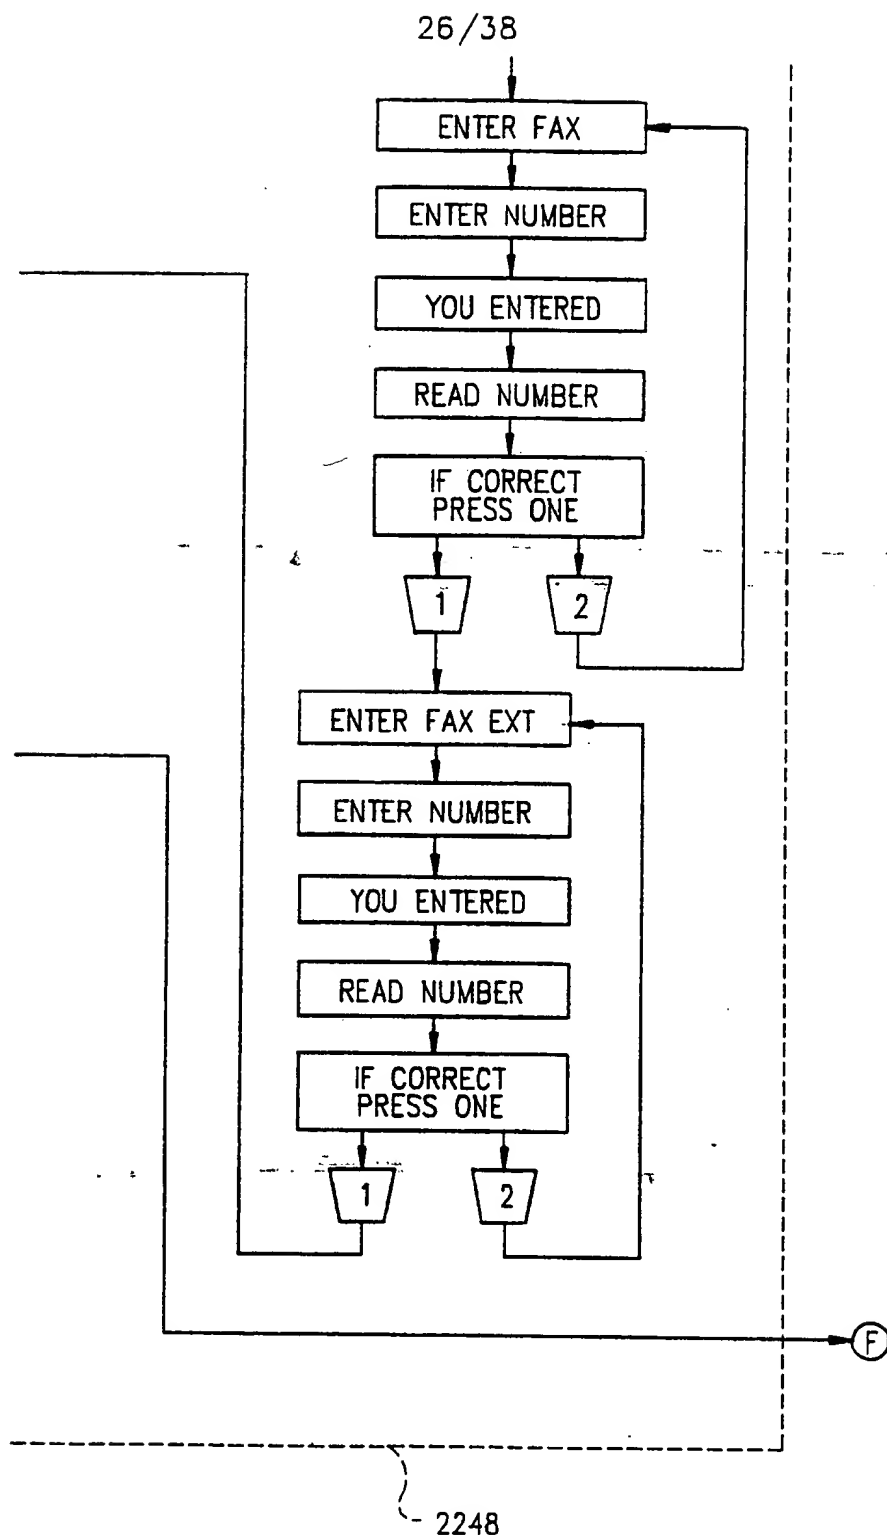 26/38
ENTER FAX
ENTER NUMBER
YOU ENTERED
READ NUMBER
IF CORRECT
PRESS ONE
1
2
ENTER FAX EXT
ENTER NUMBER
YOU ENTERED
READ NUMBER
IF CORRECT
PRESS ONE
1
2
F
2248